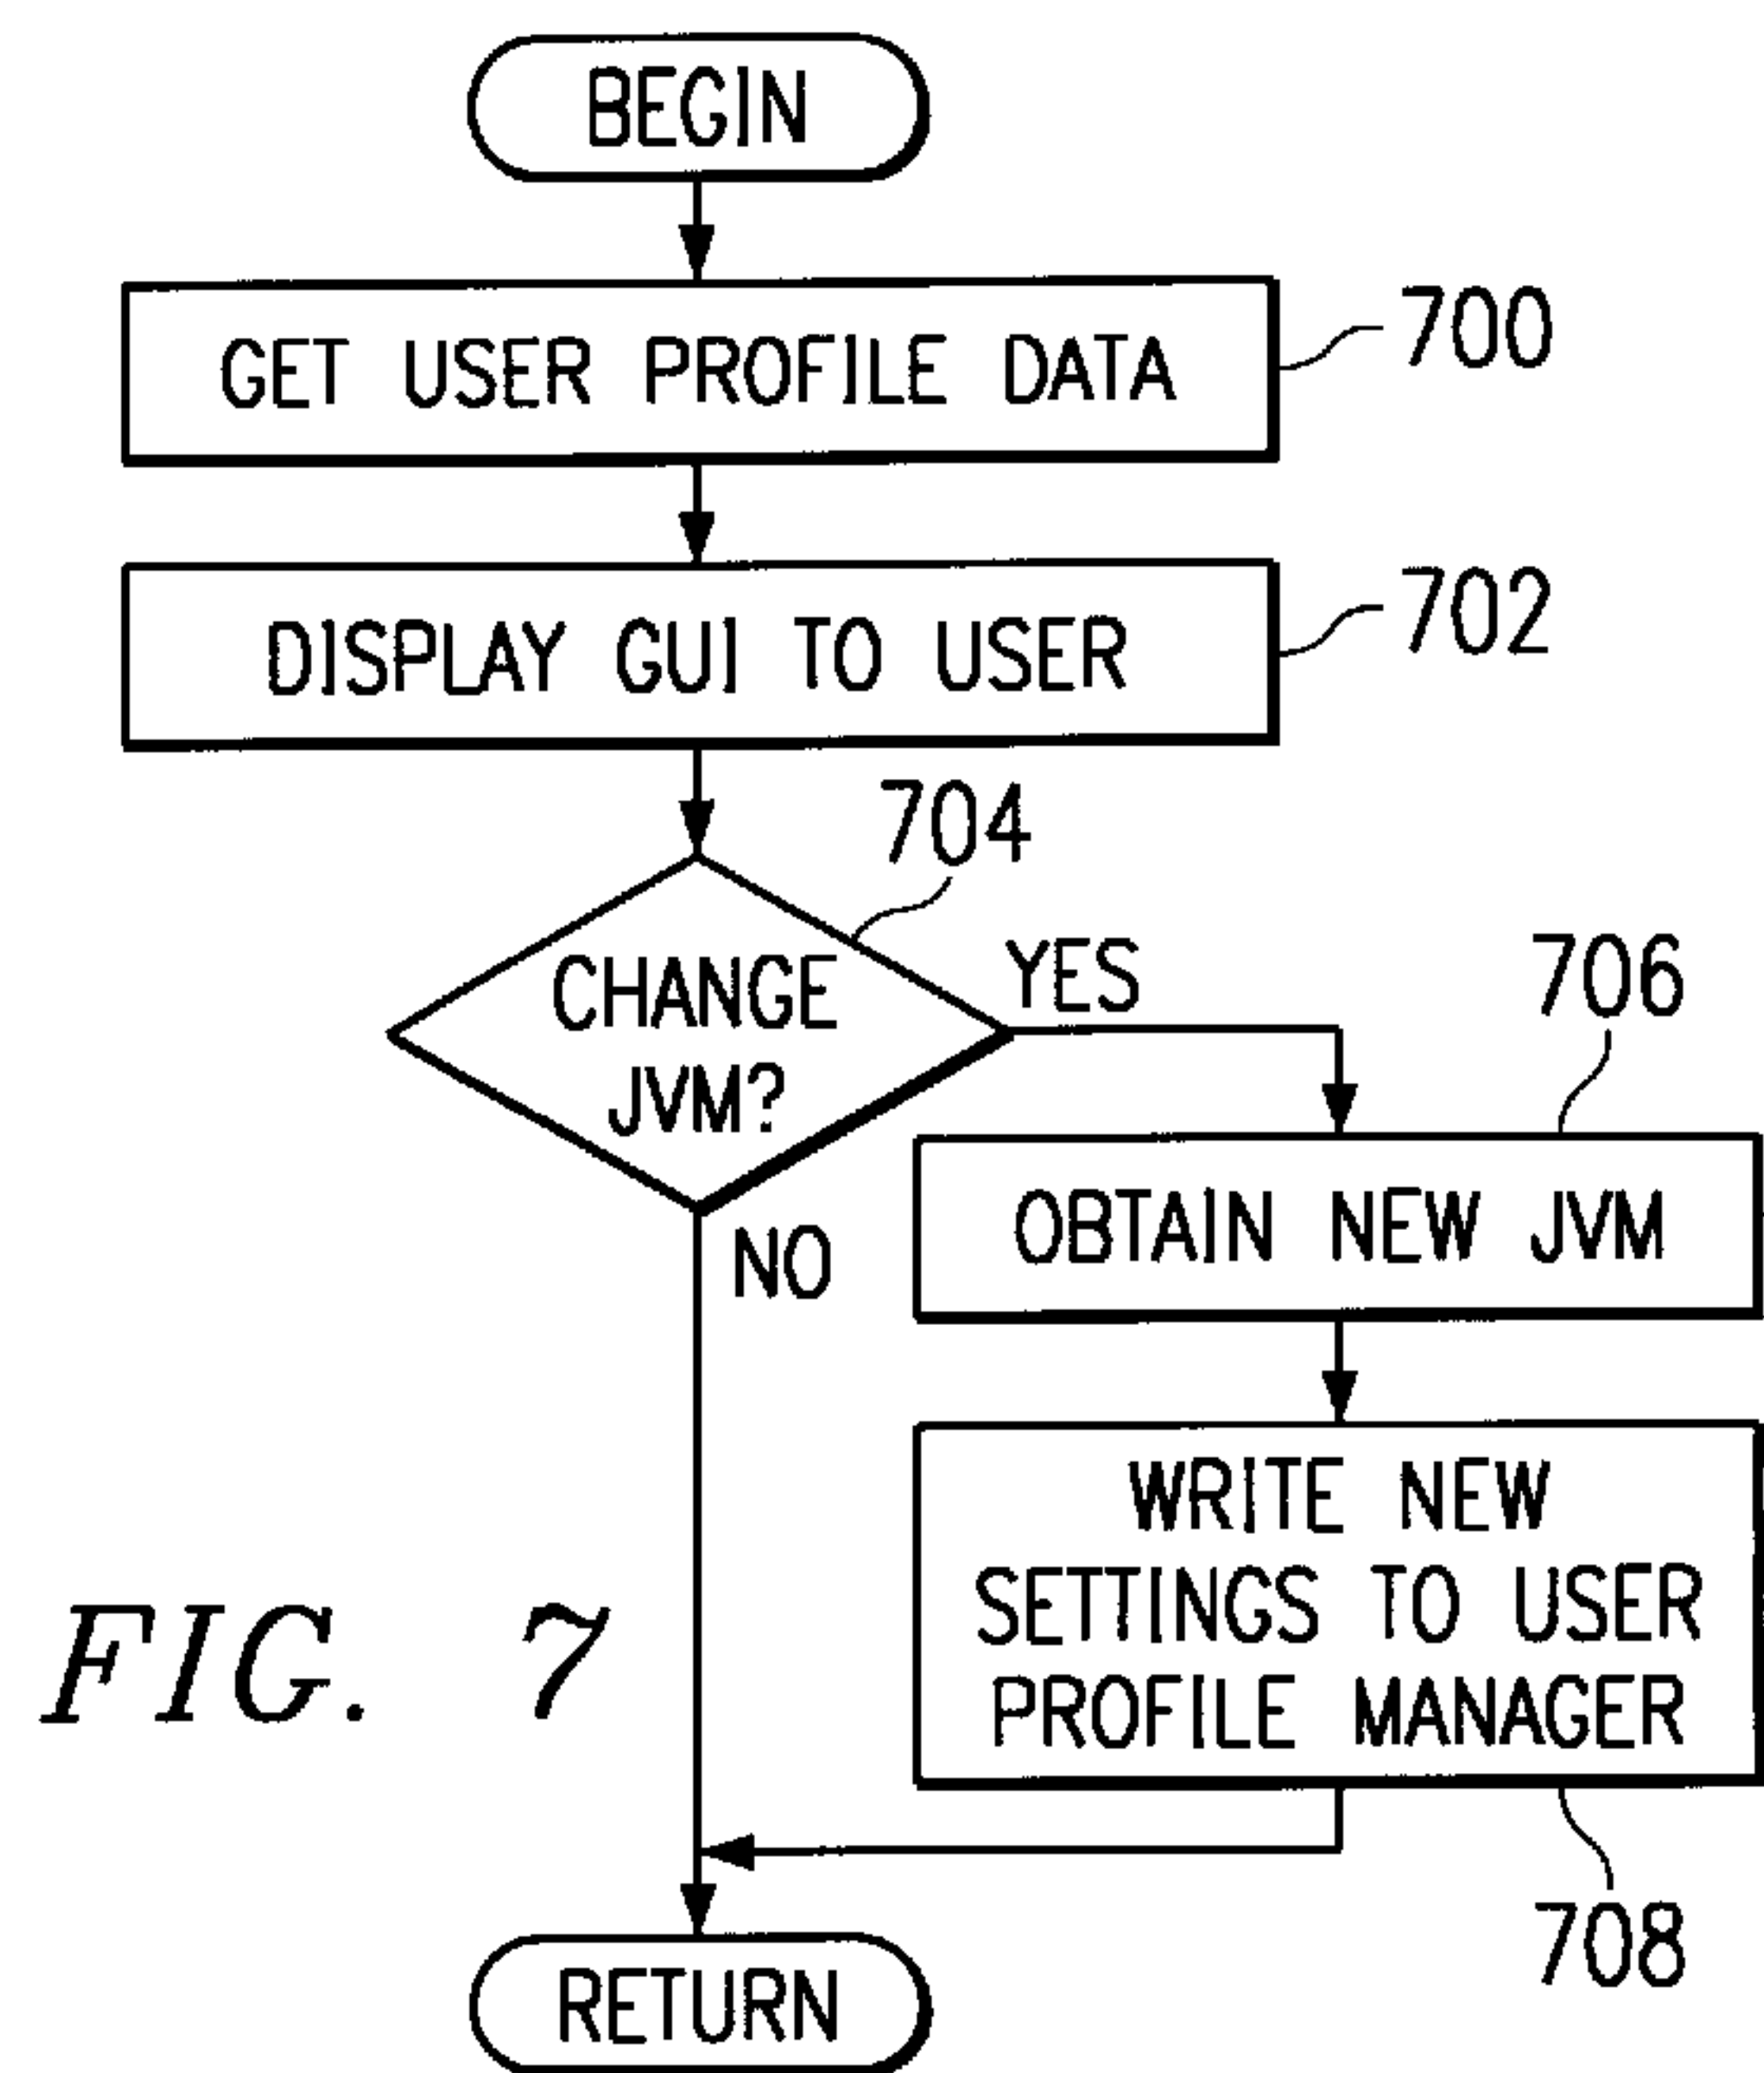 BEGIN
GET USER PROFILE DATA
700
DISPLAY GUI TO USER
702
704
CHANGE
JVM?
YES
NO
706
OBTAIN NEW JVM
WRITE NEW
SETTINGS TO USER
PROFILE MANAGER
708
RETURN
FIG. 7